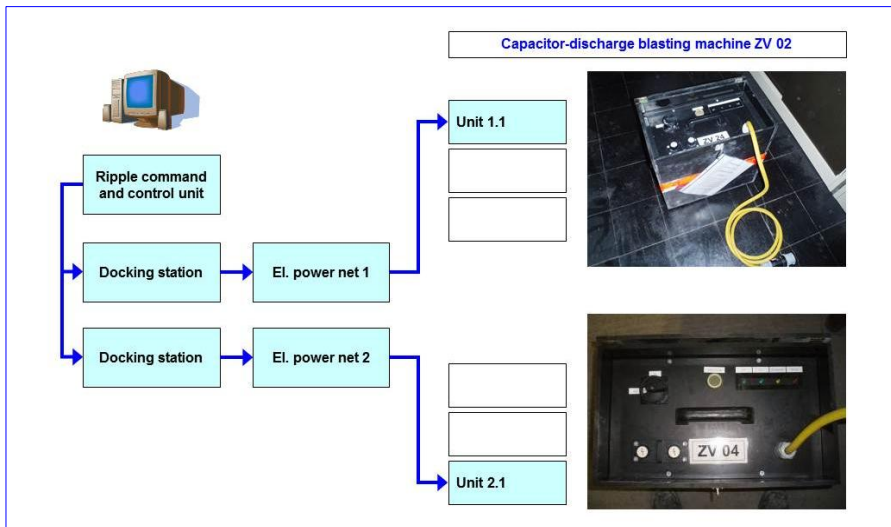 Capacitor-discharge blasting machine ZV 02
Unit 1.1
ZV 24
Ripple command
and control unit
Docking station
El. power net 1
Docking station
El. power net 2
ZV 04
Unit 2.1